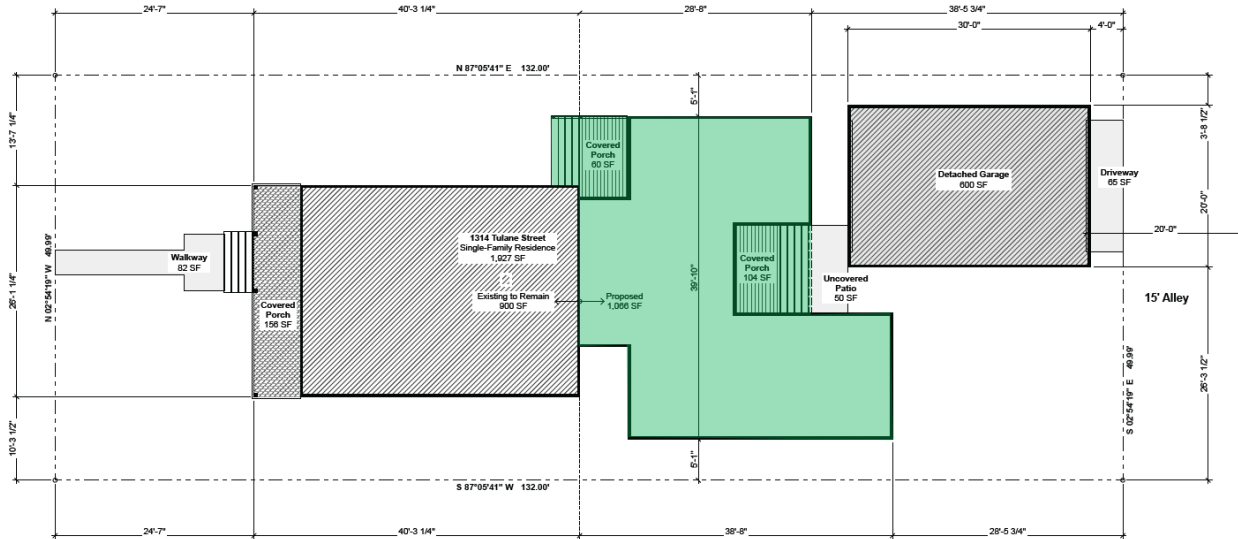 24'-7"
40'-3 1/4"
28'-8"
38'-5 3/4"
30'-0"
4'-0"
N 87°05'41" E 132.00'
5'-1"
13'-7 1/4"
3'-8 1/2"
Covered
Porch
60 SF
Detached Garage
600 SF
Driveway
65 SF
20'-0"
20'-0"
1314 Tulane Street
Single-Family Residence
1,927 SF
Walkway
82 SF
N 02°54'19" W 49.99'
26'-1 1/4"
Covered
Porch
104 SF
Uncovered
Patio
50 SF
39'-10"
Existing to Remain
900 SF
Proposed
1,066 SF
Covered
Porch
156 SF
15' Alley
S 02°54'19" E 49.99'
26'-3 1/2"
10'-3 1/2"
5'-1"
S 87°05'41" W 132.00'
24'-7"
40'-3 1/4"
38'-8"
28'-5 3/4"